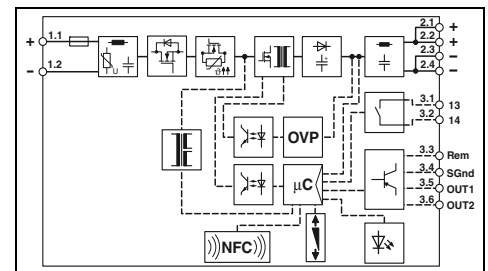 2.1 +
+ 1.1
2.2 +
2.3 −
− 1.2
2.4 −
U
ϑ
3.1 13
3.2 14
OVP
3.3 Rem
3.4 SGnd
μC
3.5 OUT1
3.6 OUT2
NFC